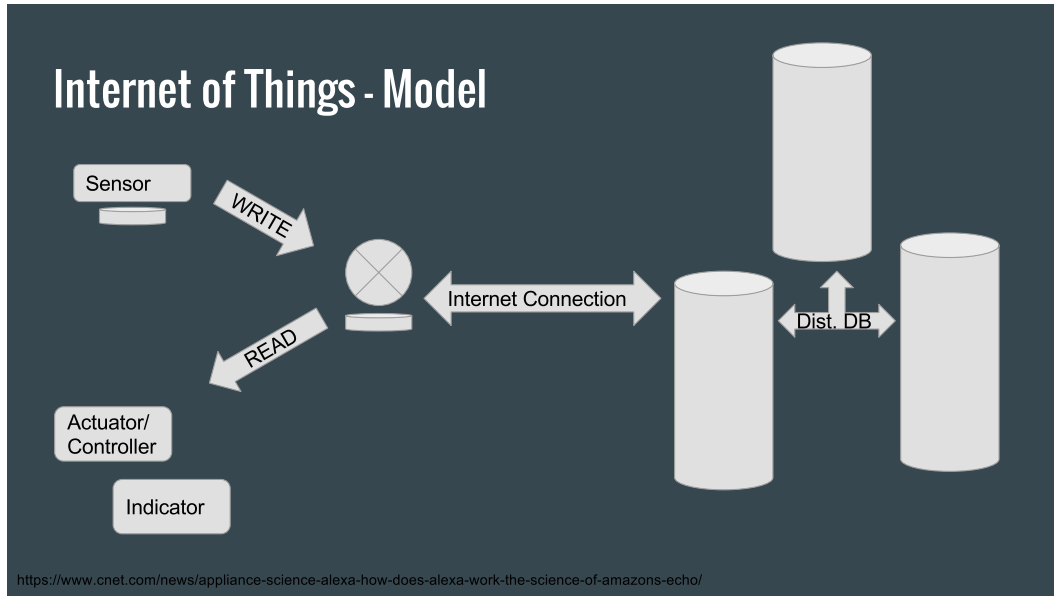 Internet of Things - Model
Sensor
WRITE
Internet Connection
Dist. DB
READ
Actuator/
Controller
Indicator
https://www.cnet.com/news/appliance-science-alexa-how-does-alexa-work-the-science-of-amazons-echo/